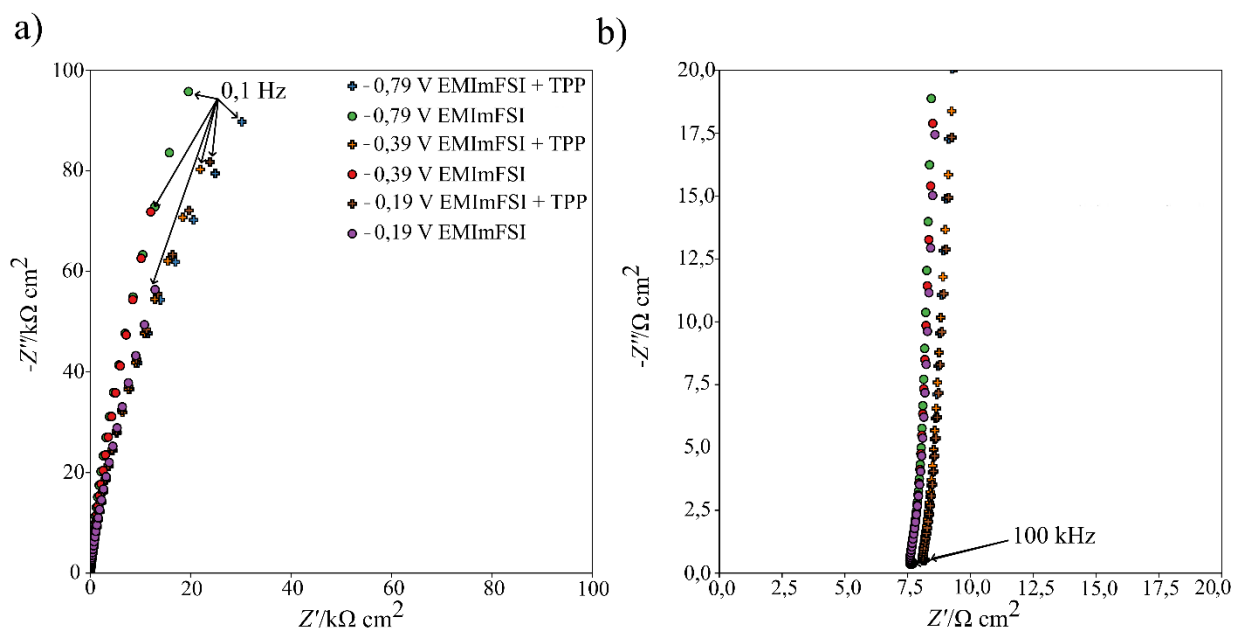 a)
100
80
60
40
20
0
0
20
40
60
80
100
-Z″/kΩ cm²
Z′/kΩ cm²
0,1 Hz
- 0,79 V EMImFSI + TPP
- 0,79 V EMImFSI
- 0,39 V EMImFSI + TPP
- 0,39 V EMImFSI
- 0,19 V EMImFSI + TPP
- 0,19 V EMImFSI
b)
20,0
17,5
15,0
12,5
10,0
7,5
5,0
2,5
0,0
0,0
2,5
5,0
7,5
10,0
12,5
15,0
17,5
20,0
-Z″/Ω cm²
Z′/Ω cm²
100 kHz